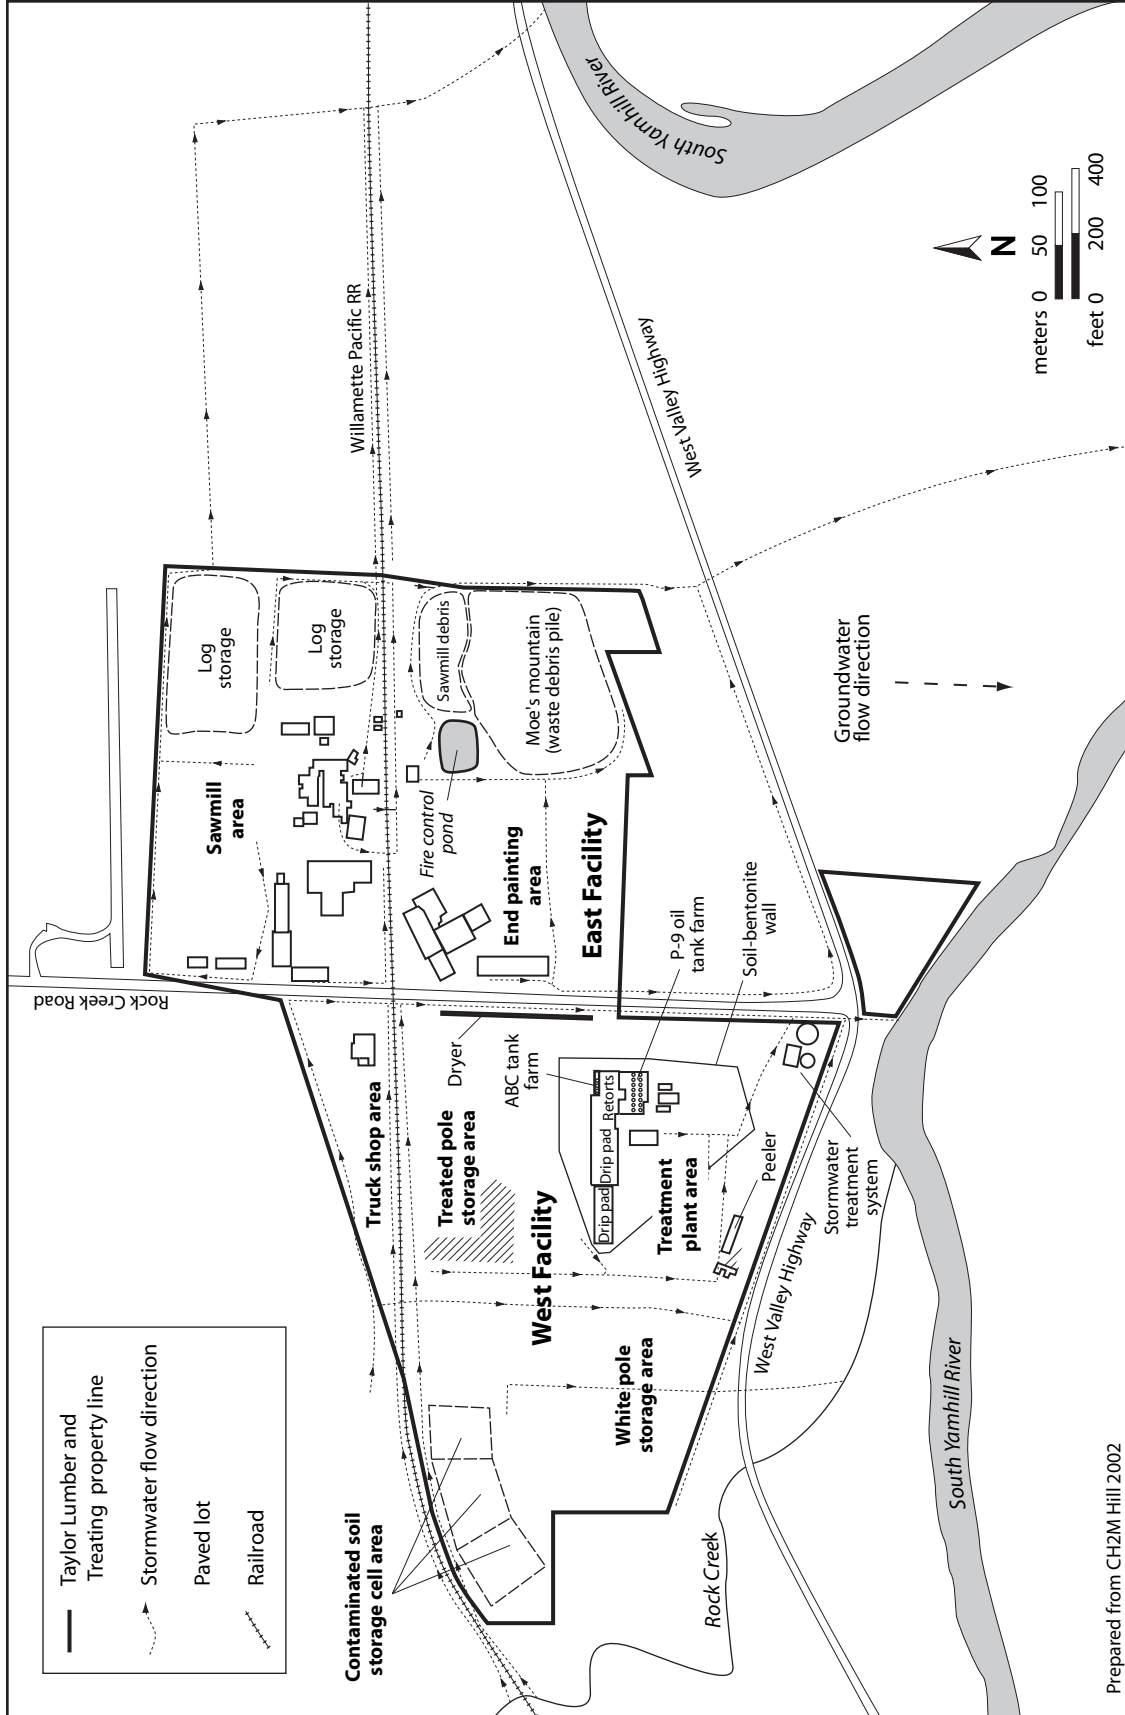 Taylor Lumber and
Treating property line
Stormwater flow direction
Paved lot
Railroad
Contaminated soil
storage cell area
Rock Creek Road
Truck shop area
Dryer
Treated pole
storage area
ABC tank
farm
West Facility
Drip pad
Drip pad
Retorts
Treatment
plant area
White pole
storage area
Peeler
Stormwater
treatment
system
West Valley Highway
Rock Creek
South Yamhill River
Sawmill
area
Log
storage
Log
storage
Willamette Pacific RR
Fire control
pond
Sawmill debris
Moe's mountain
(waste debris pile)
End painting
area
East Facility
P-9 oil
tank farm
Soil-bentonite
wall
Groundwater
flow direction
West Valley Highway
South Yamhill River
N
meters 0 50 100
feet 0 200 400
Prepared from CH2M Hill 2002